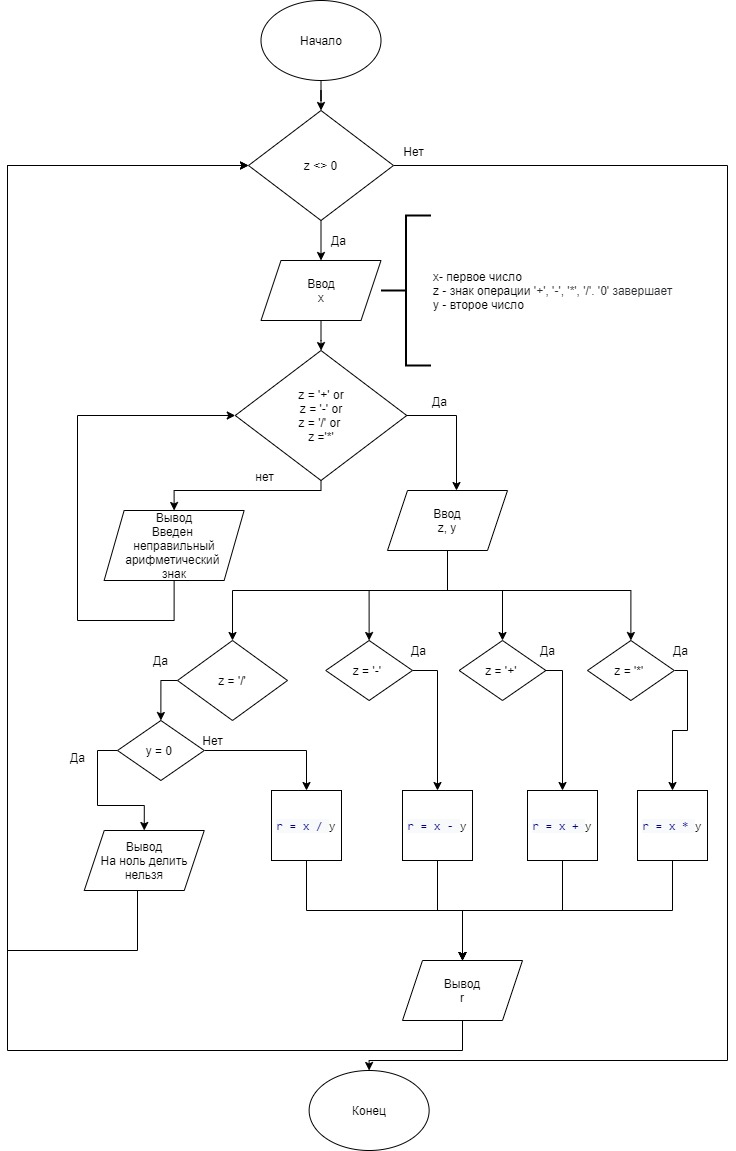 Начало
z <> 0
Нет
Да
Ввод
x
x- первое число
z - знак операции '+', '-', '*', '/'. '0' завершает
y - второе число
z = '+' or
z = '-' or
z = '/' or
z ='*'
Да
нет
Вывод
Введен
неправильный
арифметический
знак
Ввод
z, y
Да
z = '/'
z = '-'
Да
z = '+'
Да
z = '*'
Да
y = 0
Нет
Да
Вывод
На ноль делить
нельзя
r = x / y
r = x - y
r = x + y
r = x * y
Вывод
r
Конец